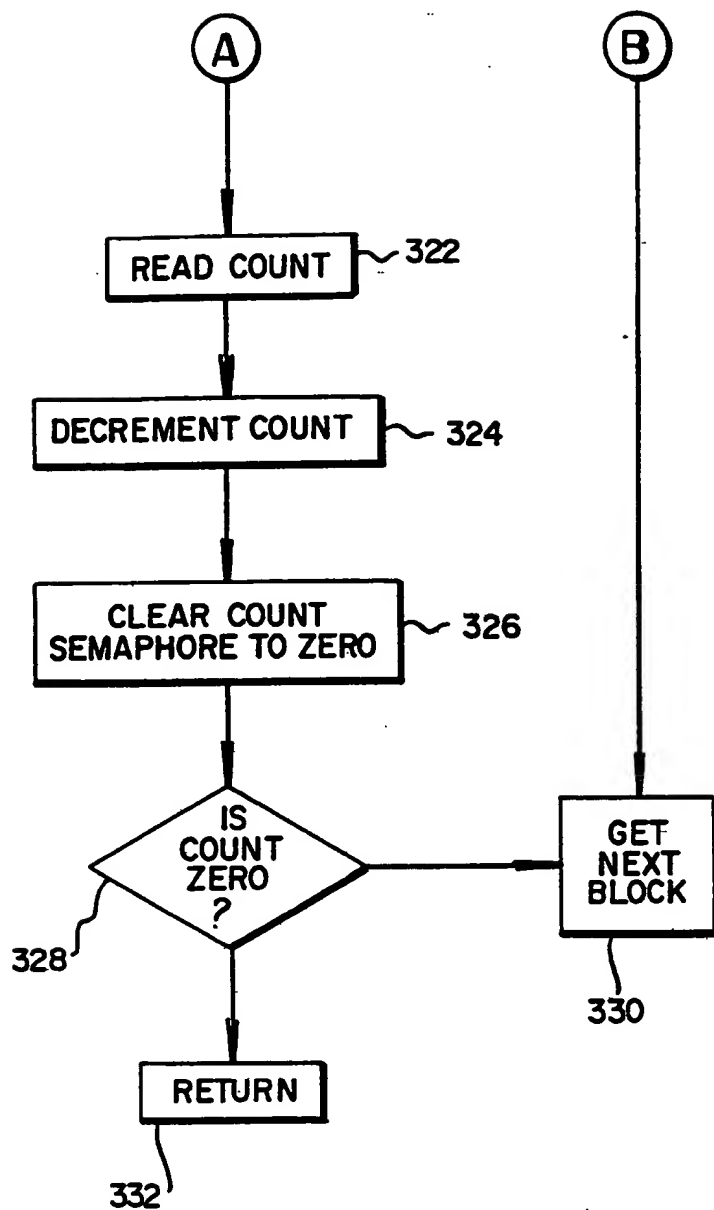 A
B
READ COUNT
322
DECREMENT COUNT
324
CLEAR COUNT
SEMAPHORE TO ZERO
326
IS
COUNT
ZERO
?
328
GET
NEXT
BLOCK
330
RETURN
332